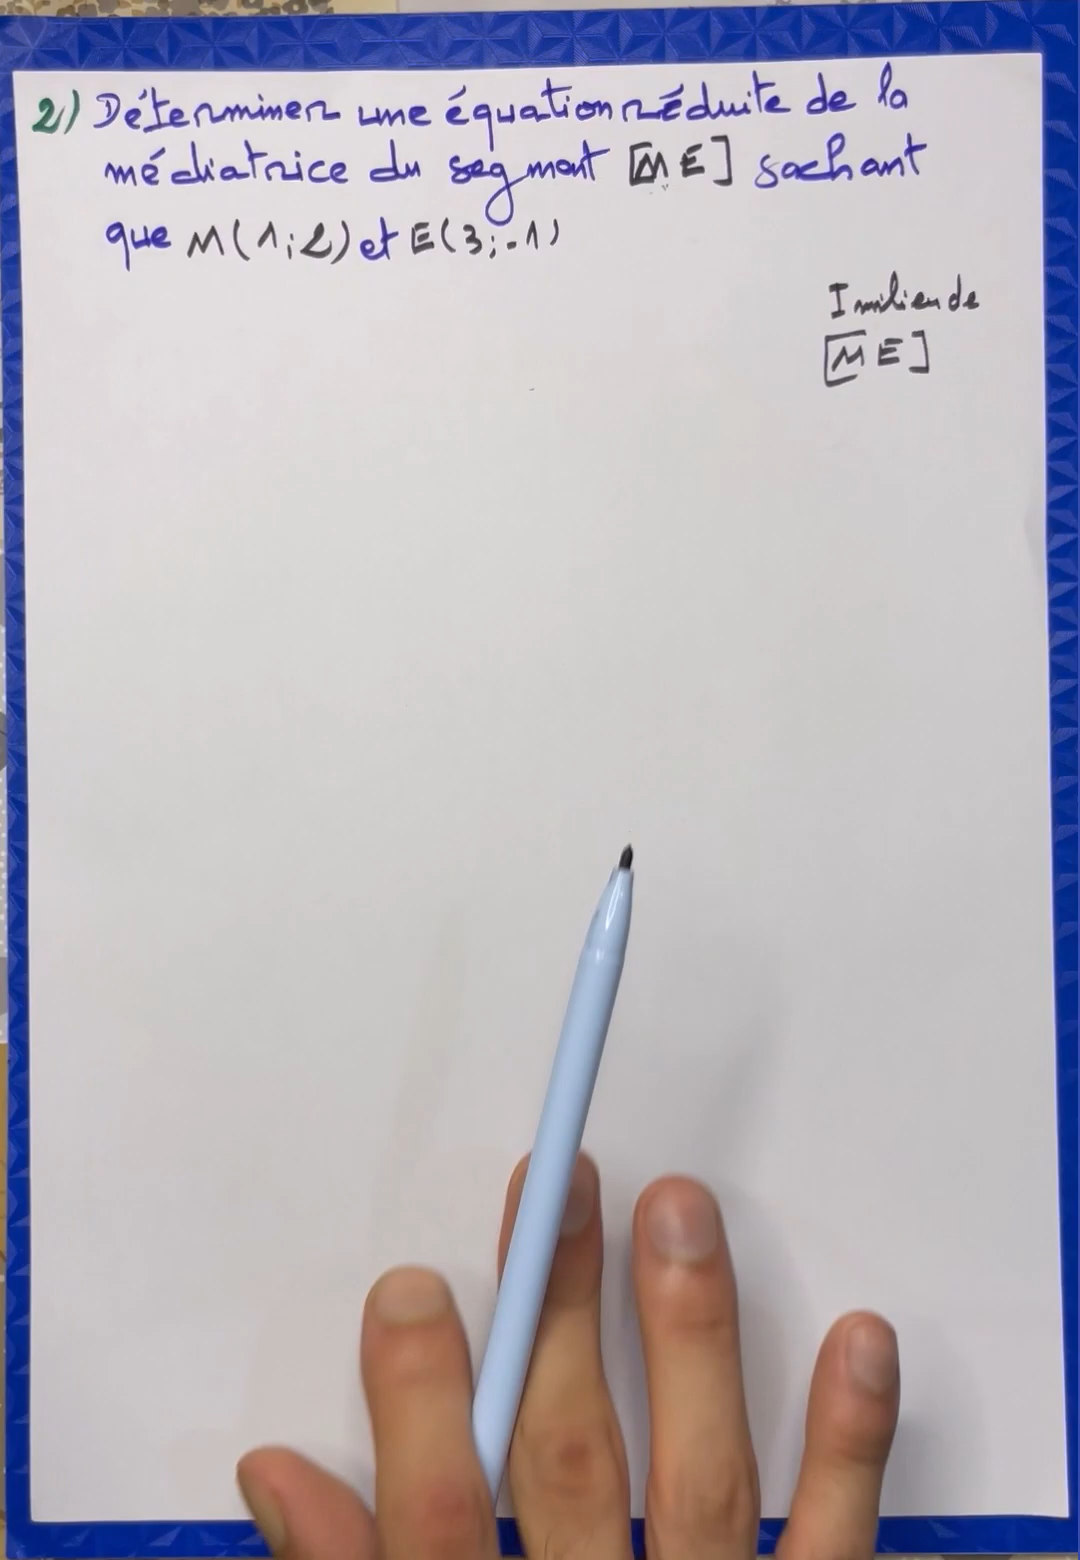 2) Déterminer une équation réduite de la
médiatrice du segment [ME] sachant
que M(1;2) et E(3;-1)
I milieu de
[ME]